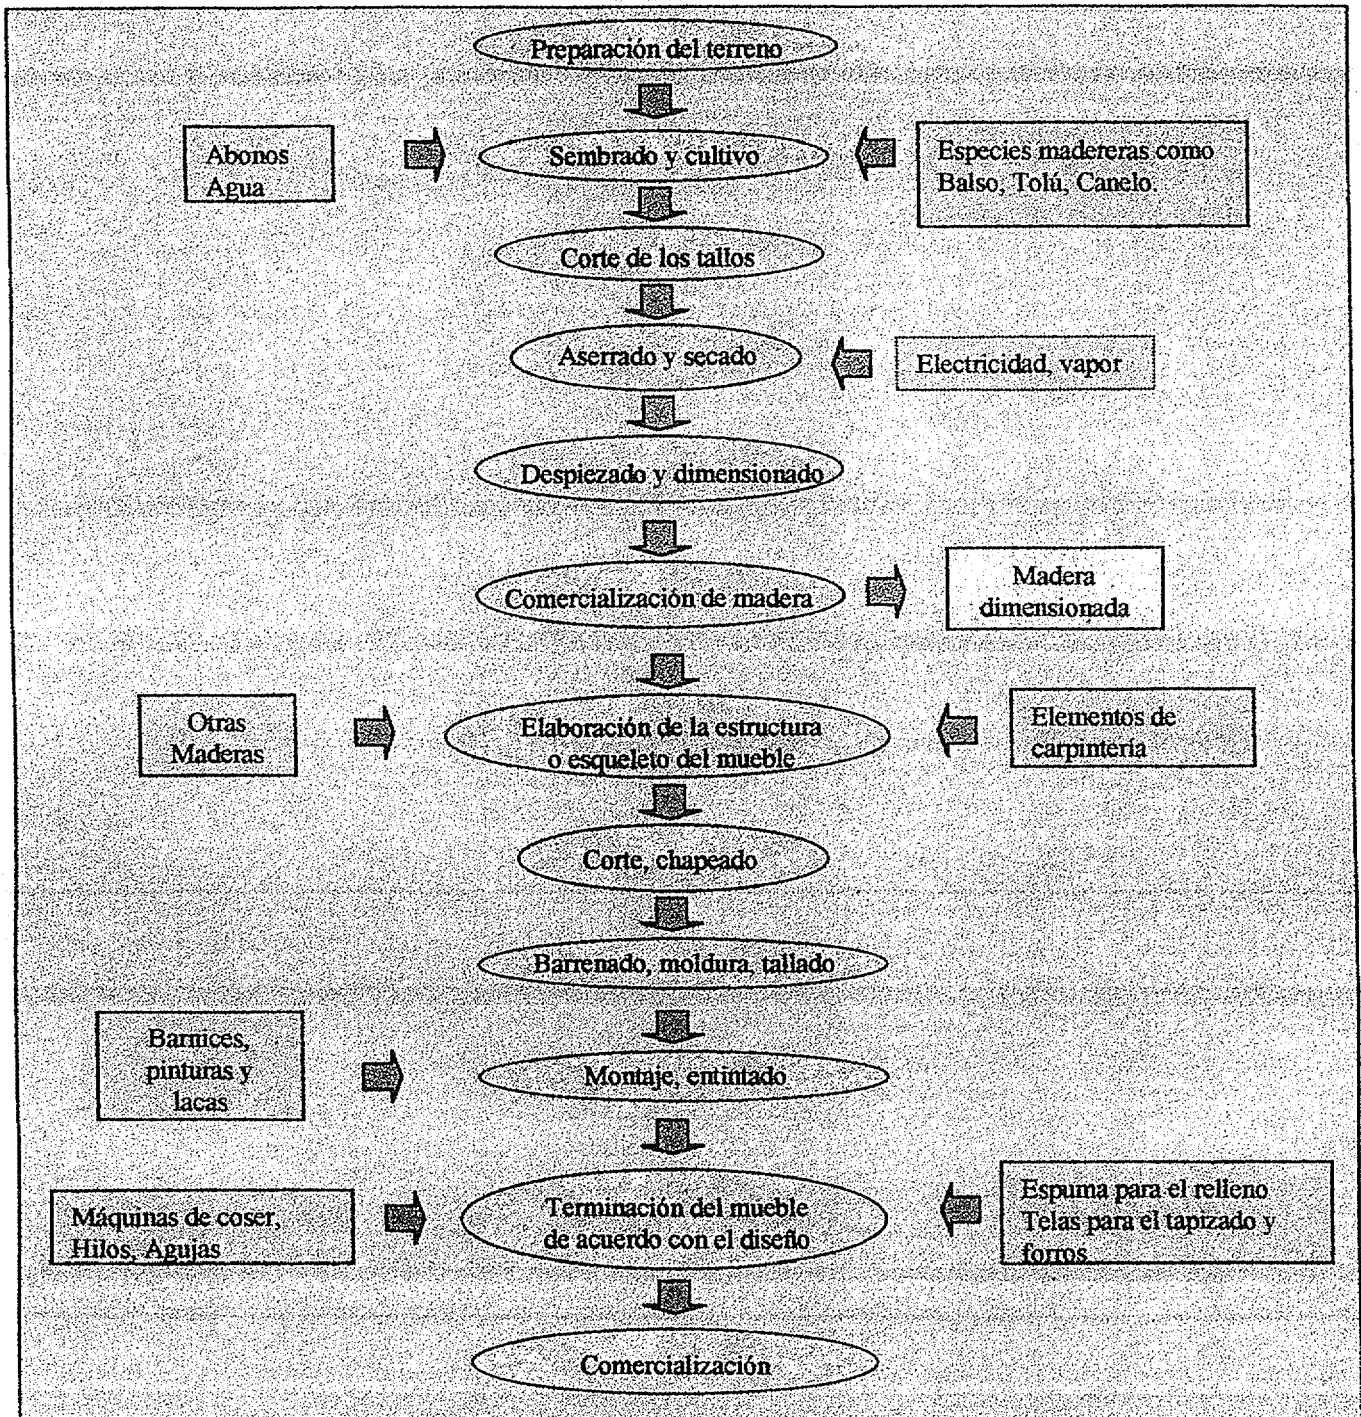 Preparación del terreno
Abonos
Agua
Sembrado y cultivo
Especies madereras como
Balso, Tolú, Canelo.
Corte de los tallos
Aserrado y secado
Electricidad, vapor
Despiezado y dimensionado
Comercialización de madera
Madera
dimensionada
Otras
Maderas
Elaboración de la estructura
o esqueleto del mueble
Elementos de
carpintería
Corte, chapeado
Barrenado, moldura, tallado
Barnices,
pinturas y
lacas
Montaje, entintado
Máquinas de coser,
Hilos, Agujas
Terminación del mueble
de acuerdo con el diseño
Espuma para el relleno
Telas para el tapizado y
forros
Comercialización